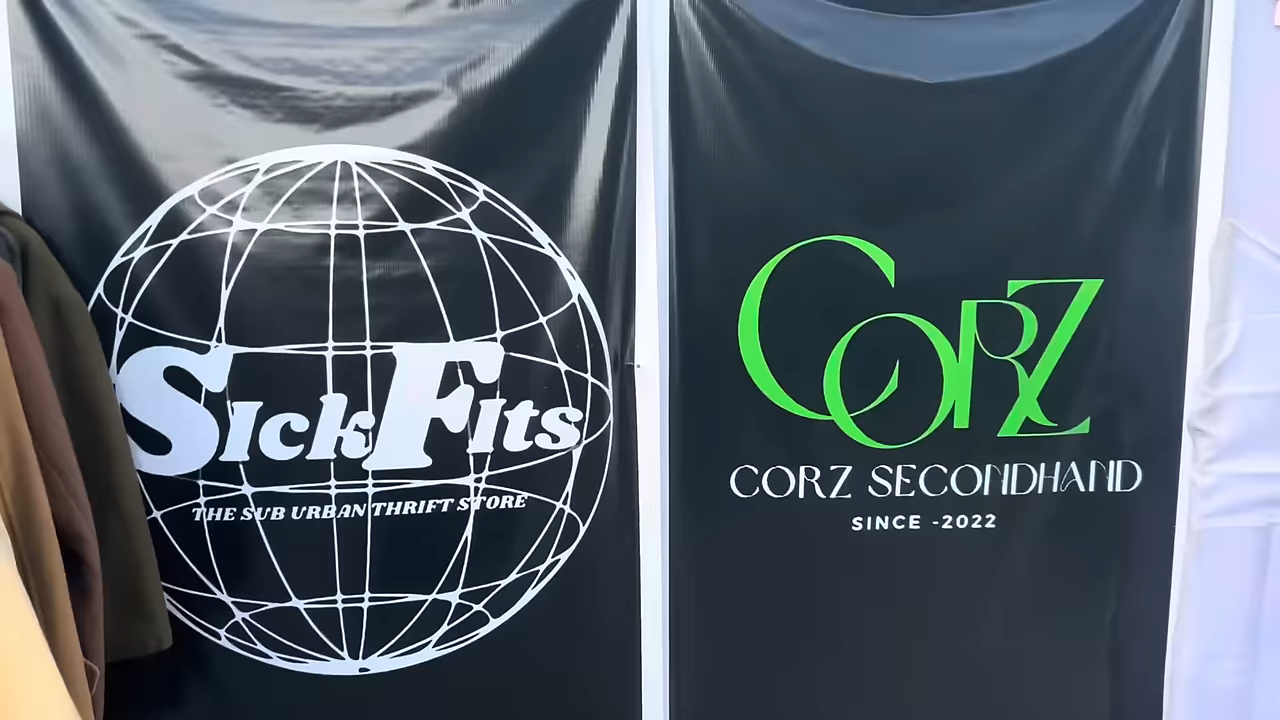 SIckFIts
THE SUB URBAN THRIFT STORE
CORZ
CORZ SECONDHAND
SINCE -2022